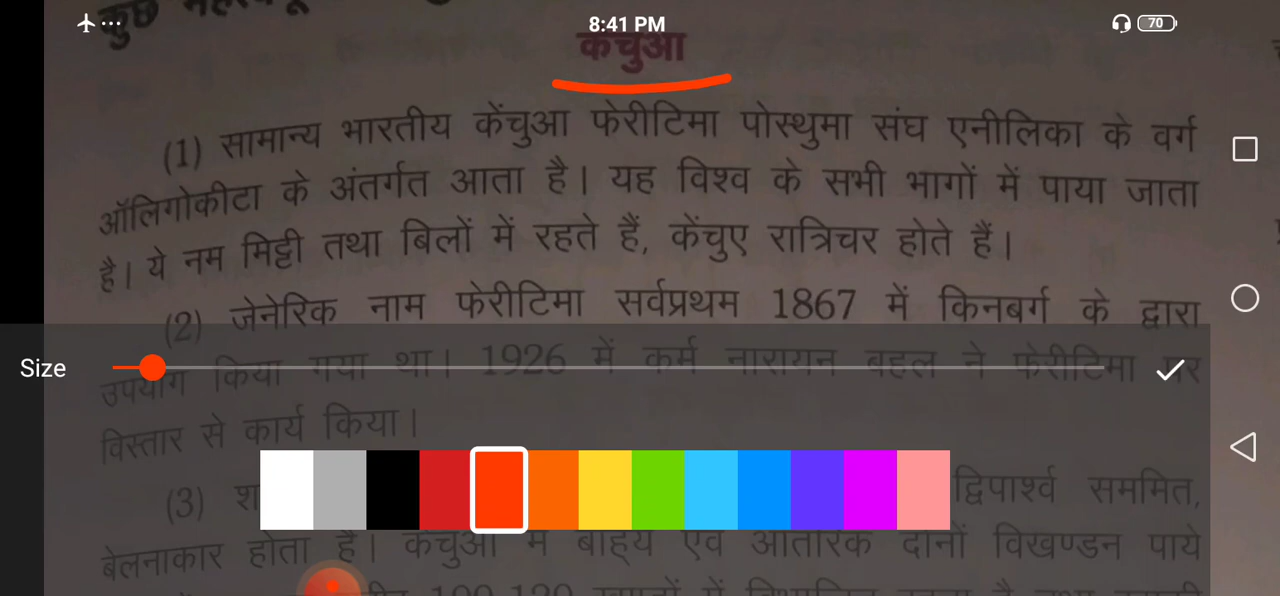 कुछ
8:41 PM
70
केंचुआ
(1) सामान्य भारतीय केंचुआ फेरीटिमा पोस्थुमा संघ एनीलिका के वर्ग
ऑलिगोकीटा के अंतर्गत आता है। यह विश्व के सभी भागों में पाया जाता
है। ये नम मिट्टी तथा बिलों में रहते हैं, केंचुए रात्रिचर होते हैं।
(2) जेनेरिक नाम फेरीटिमा सर्वप्रथम 1867 में किनबर्ग के द्वारा
Size
उपयोग किया गया था। 1926 में कर्म नारायन बहल ने फेरीटिमा पर
विस्तार से कार्य किया।
(3) द्विपार्श्व सममित,
बेलनाकार होता है। केंचुआ में बाह्य एवं आंतरिक दोनों विखण्डन पाये